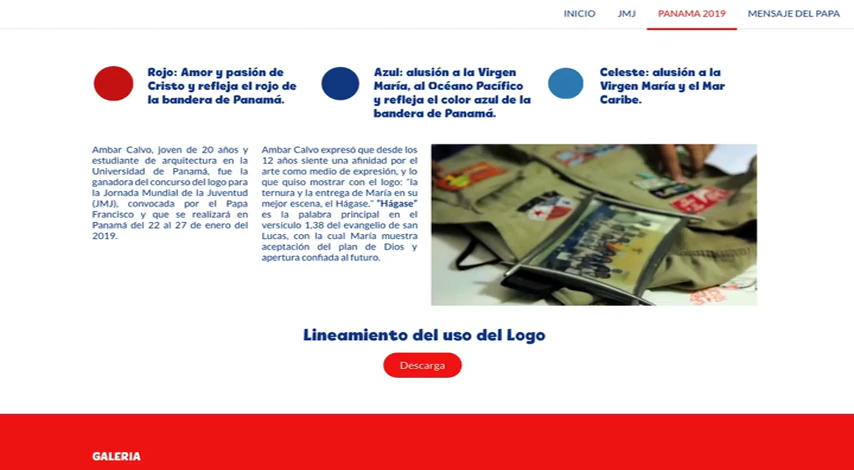 INICIO JMJ PANAMA 2019 MENSAJE DEL PAPA
Rojo: Amor y pasión de
Cristo y refleja el rojo de
la bandera de Panamá.
Azul: alusión a la Virgen
María, al Océano Pacífico
y refleja el color azul de la
bandera de Panamá.
Celeste: alusión a la
Virgen María y el Mar
Caribe.
Ambar Calvo, joven de 20 años y
estudiante de arquitectura en la
Universidad de Panamá, fue la
ganadora del concurso del logo para
la Jornada Mundial de la Juventud
(JMJ), convocada por el Papa
Francisco y que se realizará en
Panamá del 22 al 27 de enero del
2019.
Ambar Calvo expresó que desde los
12 años siente una afinidad por el
arte como medio de expresión, y lo
que quiso mostrar con el logo: "la
ternura y la entrega de María en su
mejor escena, el Hágase." "Hágase"
es la palabra principal en el
versículo 1,38 del evangelio de san
Lucas, con la cual María muestra
aceptación del plan de Dios y
apertura confiada al futuro.
Lineamiento del uso del Logo
Descarga
GALERIA